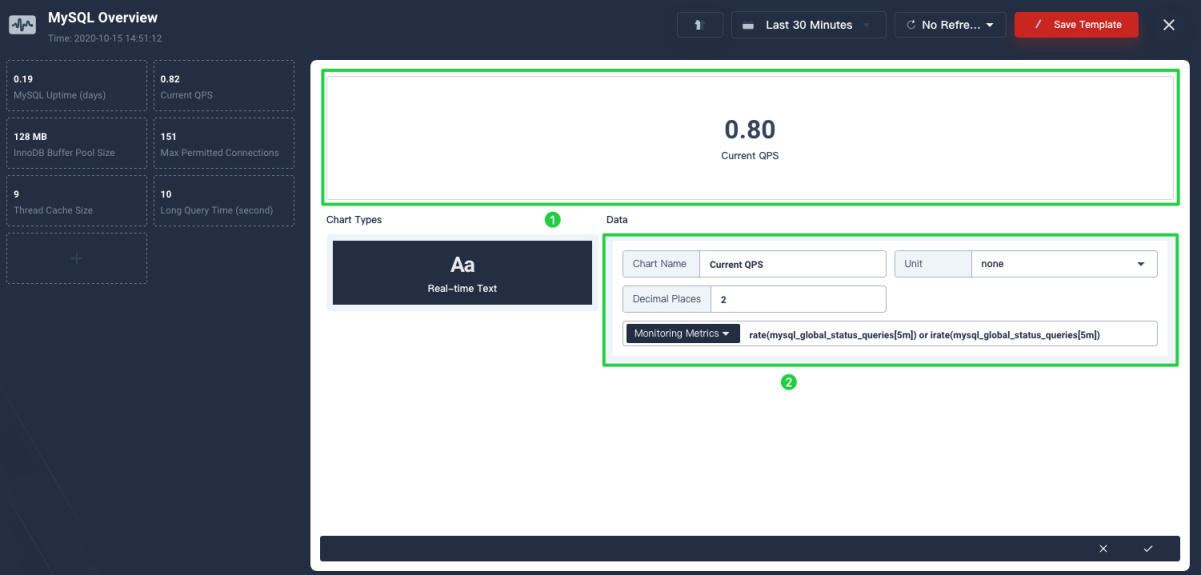 MySQL Overview
Time: 2020-10-15 14:51:12
Last 30 Minutes
No Refre...
Save Template
0.19
MySQL Uptime (days)
0.82
Current QPS
128 MB
InnoDB Buffer Pool Size
151
Max Permitted Connections
9
Thread Cache Size
10
Long Query Time (second)
0.80
Current QPS
Chart Types
1
Data
Aa
Real-time Text
Chart Name
Current QPS
Unit
none
Decimal Places
2
Monitoring Metrics
rate(mysql_global_status_queries[5m]) or irate(mysql_global_status_queries[5m])
2